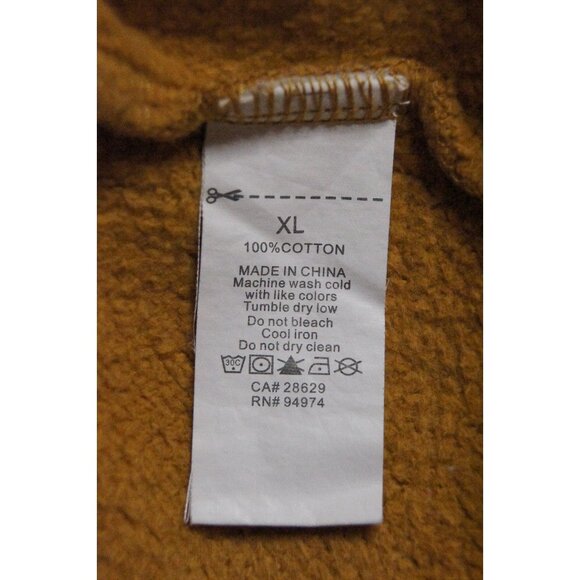 XL
100%COTTON
MADE IN CHINA
Machine wash cold
with like colors
Tumble dry low
Do not bleach
Cool iron
Do not dry clean
30C
CA# 28629
RN# 94974